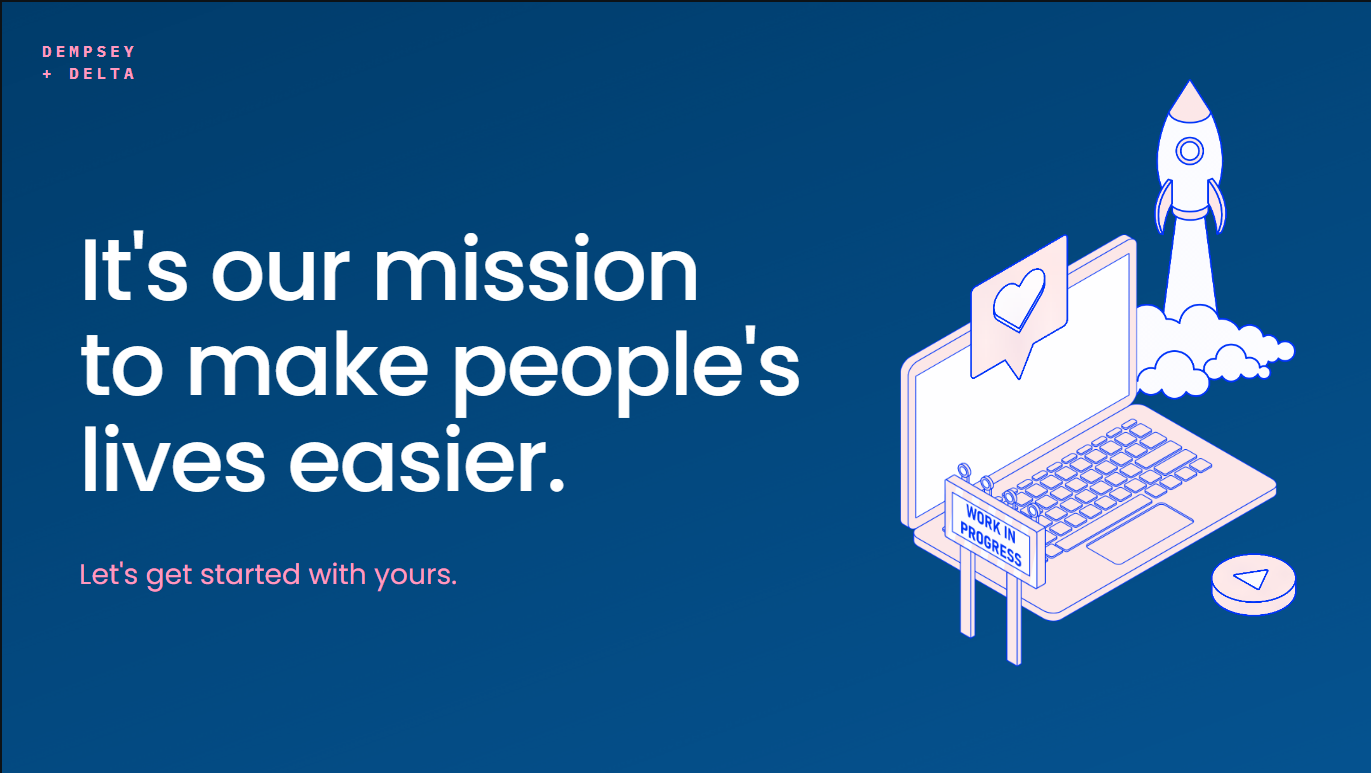 DEMPSEY
+ DELTA
It's our mission
to make people's
lives easier.
Let's get started with yours.
WORK IN
PROGRESS